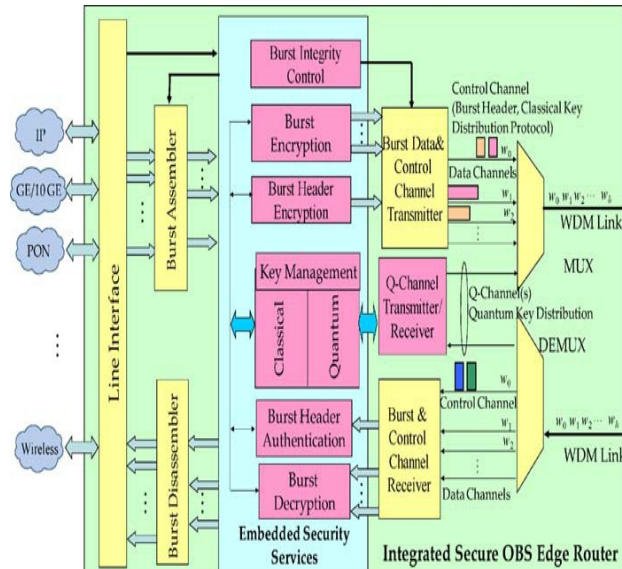 IP
GE/10 GE
PON
Wireless
Line Interface
Burst Assembler
Burst Disassembler
Burst Integrity
Control
Burst
Encryption
Burst Header
Encryption
Key Management
Classical
Quantum
Burst Header
Authentication
Burst
Decryption
Embedded Security
Services
Burst Data&
Control
Channel
Transmitter
Q-Channel
Transmitter/
Receiver
Burst &
Control
Channel
Receiver
Control Channel
(Burst Header, Classical Key
Distribution Protocol)
w₀
Data Channels
w₁
w₂
w₀ w₁ w₂ ⋯ wₖ
WDM Link
MUX
Q-Channel(s)
Quantum Key Distribution
DEMUX
w₀
Control Channel
w₁
w₂
Data Channels
w₀ w₁ w₂ ⋯ wₖ
WDM Link
Integrated Secure OBS Edge Router